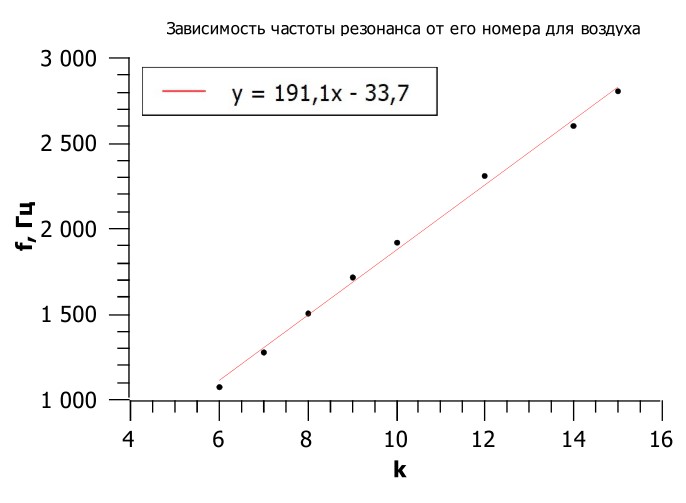 Зависимость частоты резонанса от его номера для воздуха
3 000
y = 191,1x - 33,7
2 500
f, Гц
2 000
1 500
1 000
4 6 8 10 12 14 16
k